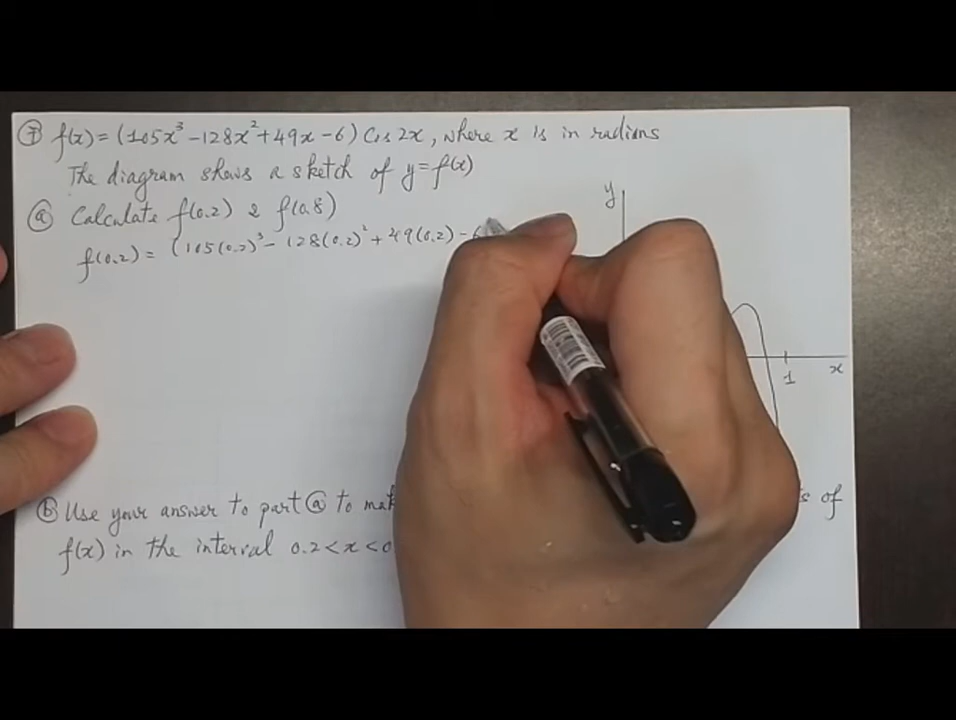 ⑦ f(x) = (105x³ - 128x² + 49x - 6) Cos 2x, where x is in radians
The diagram shows a sketch of y = f(x)
ⓐ Calculate f(0.2) & f(0.8)
f(0.2) = (105(0.2)³ - 128(0.2)² + 49(0.2) - 6
y
1
x
ⓑ Use your answer to part ⓐ to of
f(x) in the interval 0.2 < x < 0